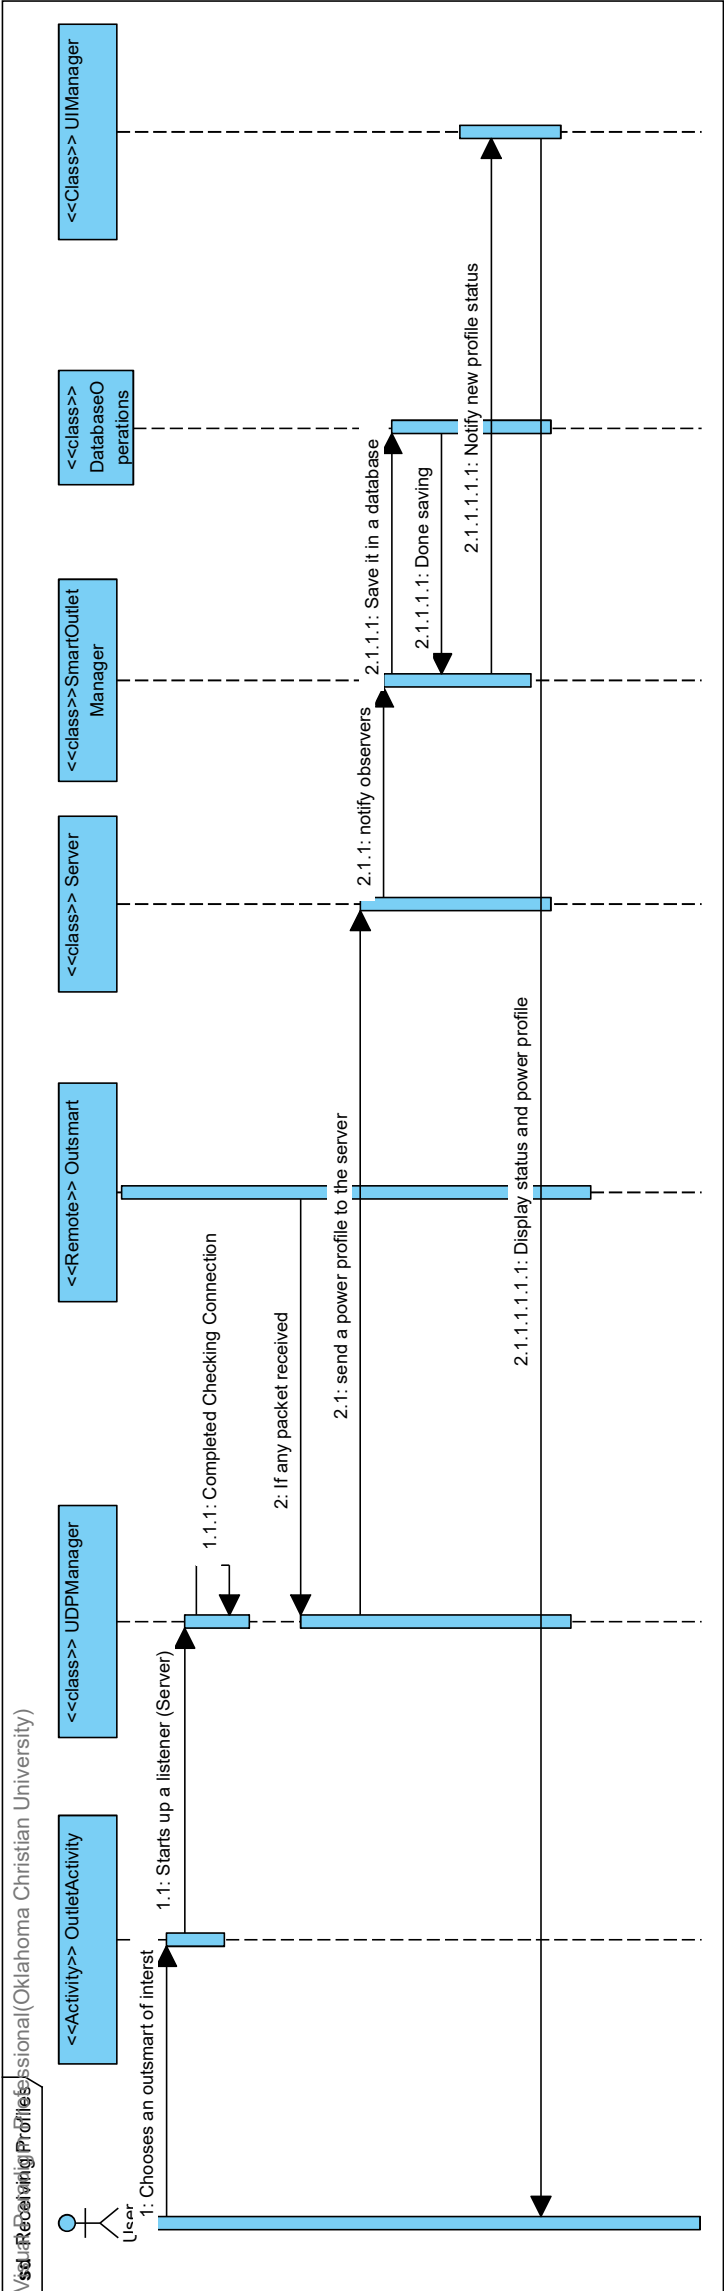 Visual Paradigm Professional(Oklahoma Christian University)
sd Receiving Profiles
User
<<Activity>> OutletActivity
<<class>> UDPManager
<<Remote>> Outsmart
<<class>> Server
<<class>>SmartOutlet
Manager
<<class>>
DatabaseO
perations
<<Class>> UIManager
1: Chooses an outsmart of interst
1.1: Starts up a listener (Server)
1.1.1: Completed Checking Connection
2: If any packet received
2.1: send a power profile to the server
2.1.1: notify observers
2.1.1.1: Save it in a database
2.1.1.1.1: Done saving
2.1.1.1.1.1: Notify new profile status
2.1.1.1.1.1.1: Display status and power profile